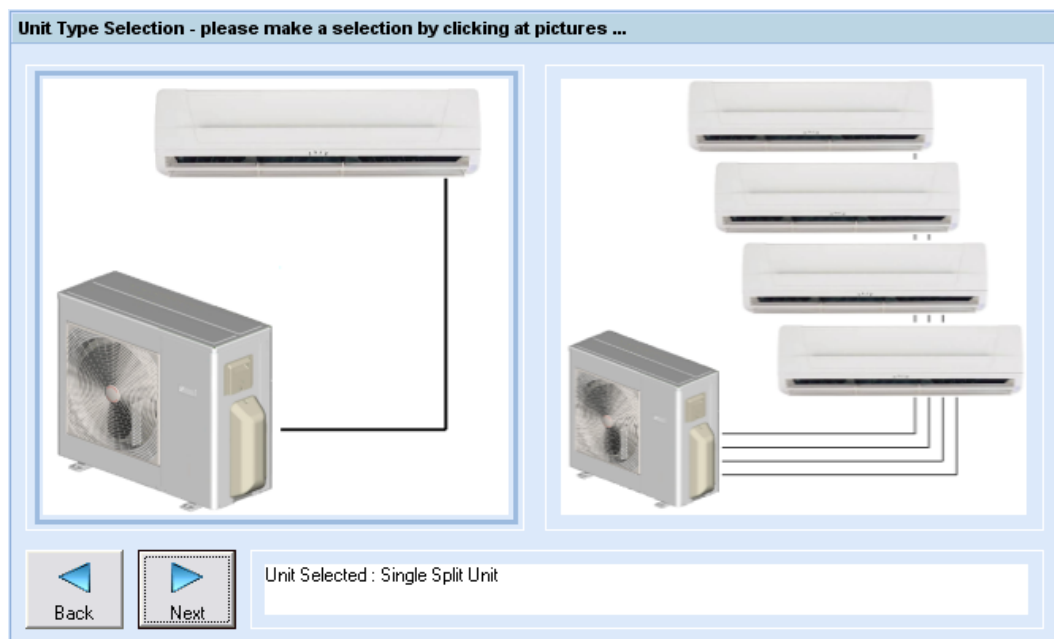 Unit Type Selection - please make a selection by clicking at pictures ...
Back
Next
Unit Selected : Single Split Unit